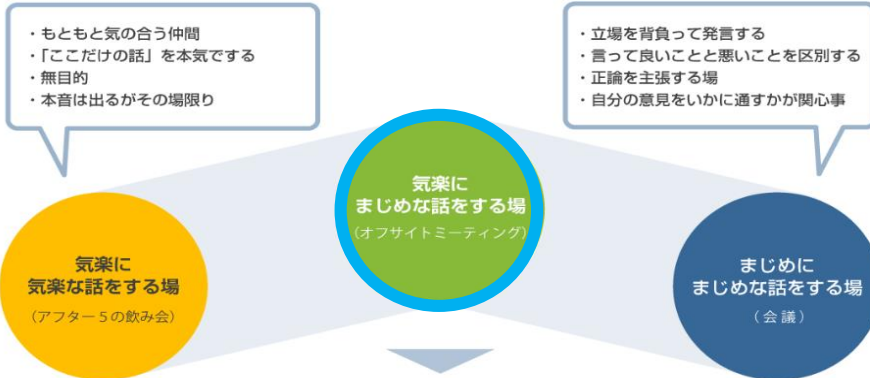 ・もともと気の合う仲間
・「ここだけの話」を本気でする
・無目的
・本音は出るがその場限り
・立場を背負って発言する
・言って良いことと悪いことを区別する
・正論を主張する場
・自分の意見をいかに通すかが関心事
気楽に
まじめな話をする場
（オフサイトミーティング）
気楽に
気楽な話をする場
（アフター５の飲み会）
まじめに
まじめな話をする場
（会議）